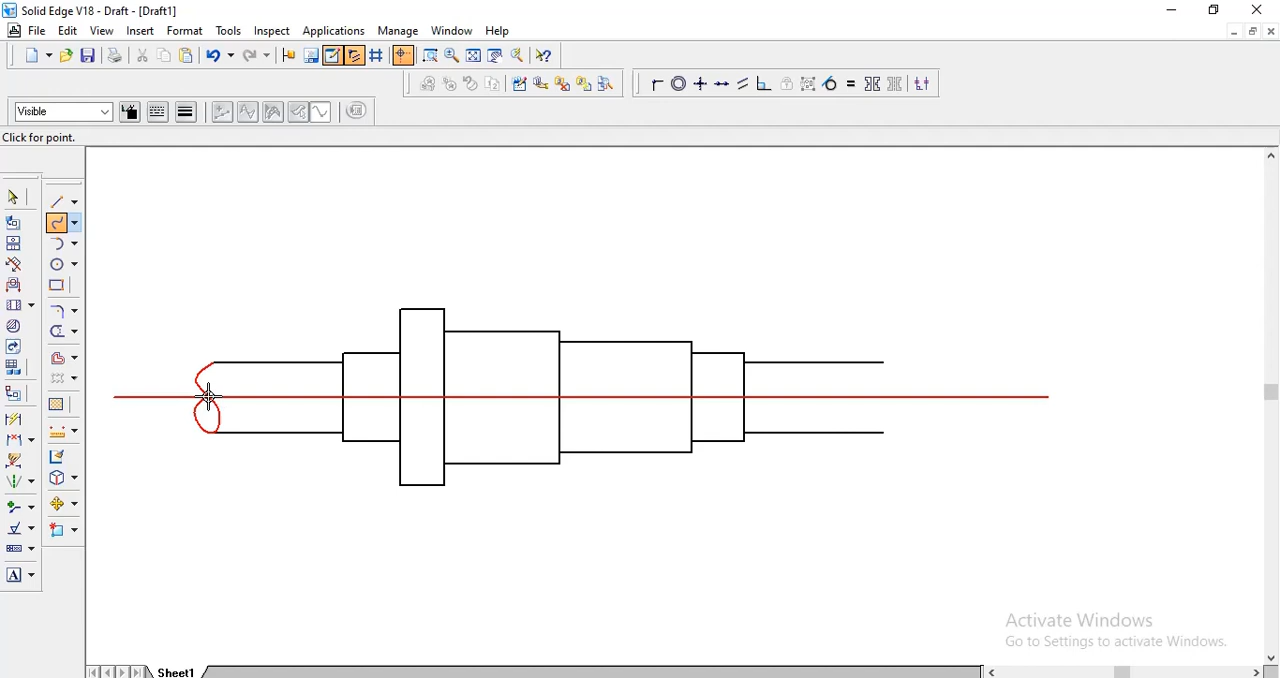 Solid Edge V18 - Draft - [Draft1]
File Edit View Insert Format Tools Inspect Applications Manage Window Help
Visible
Click for point.
A
Activate Windows
Go to Settings to activate Windows.
Sheet1